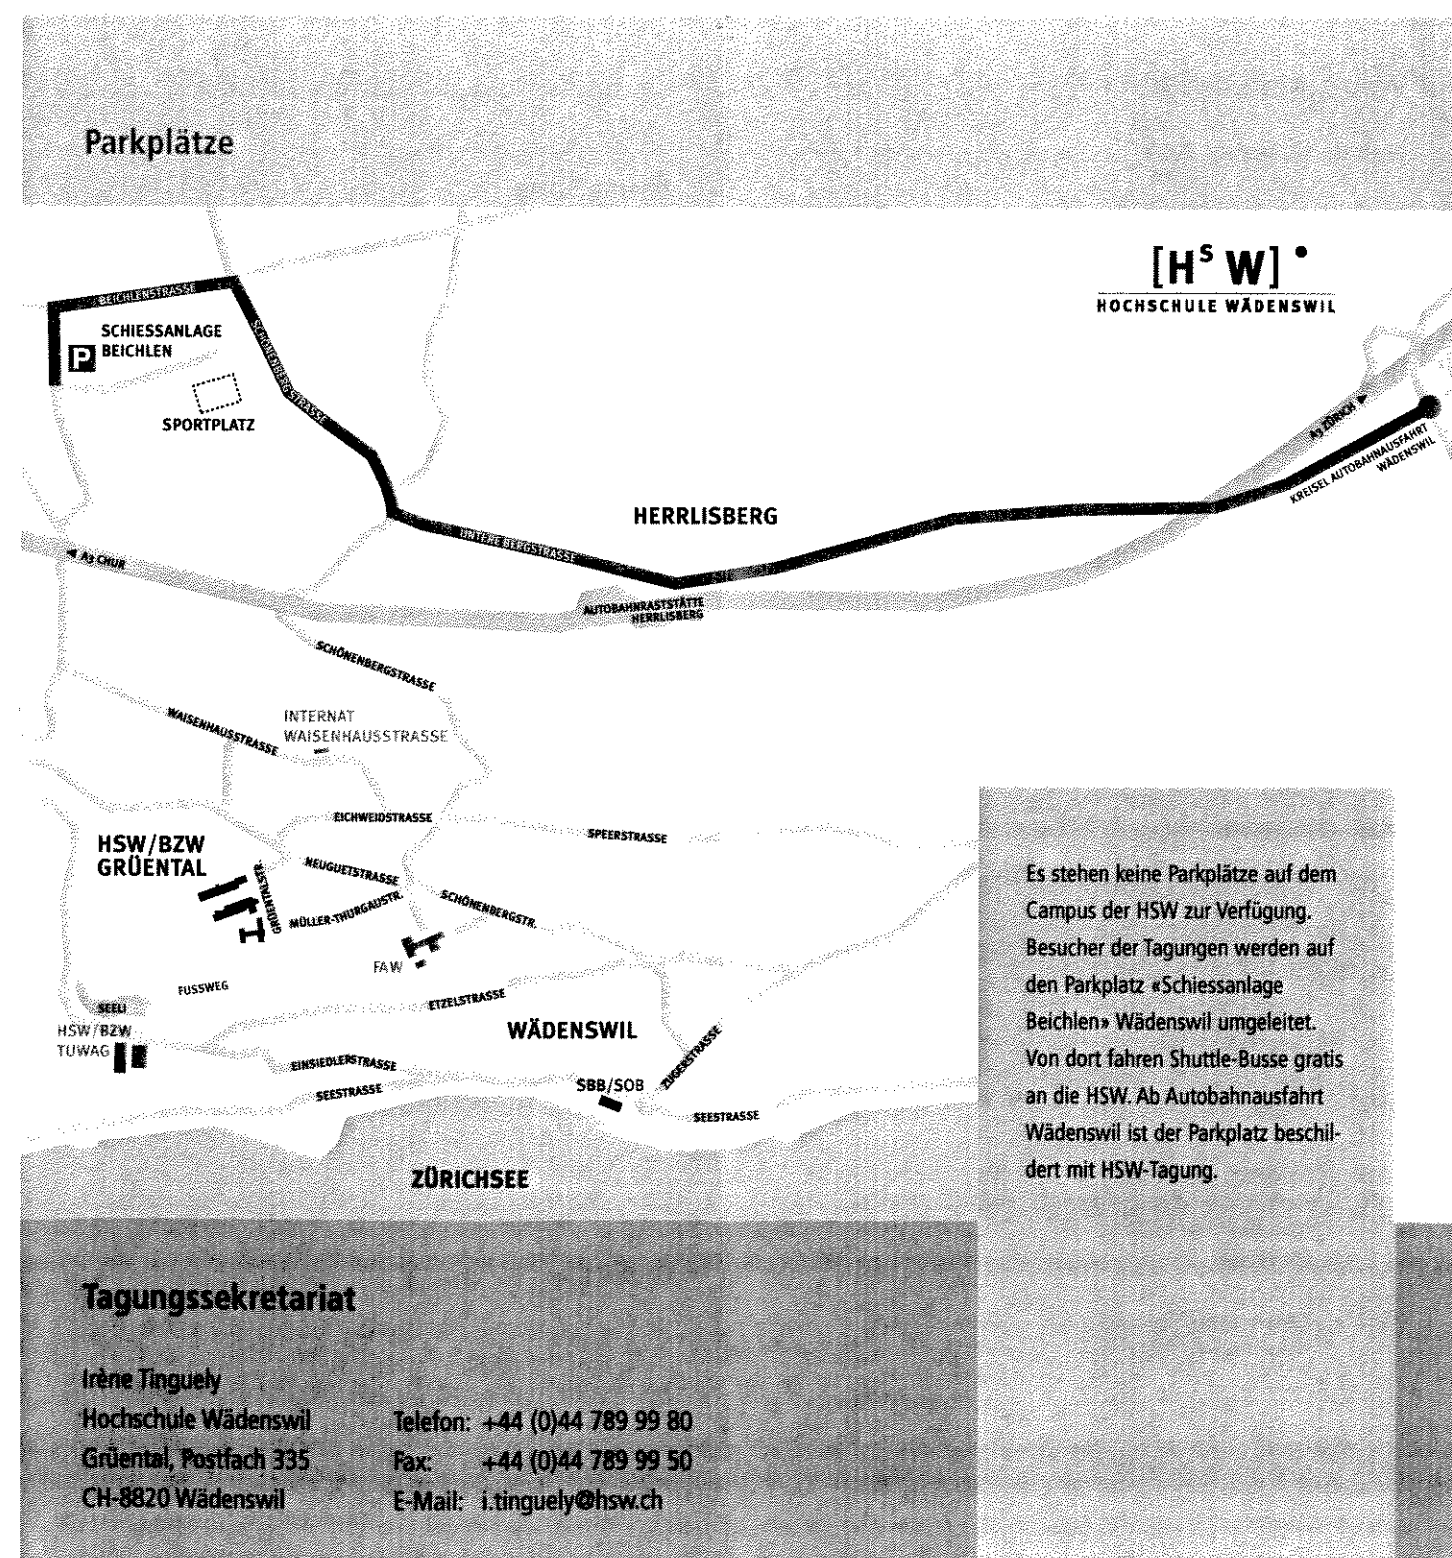 Parkplätze
[HS W] •
HOCHSCHULE WÄDENSWIL
BEICHLENSTRASSE
SCHIESSANLAGE
BEICHLEN
P
SCHÖNENBERGSTRASSE
SPORTPLATZ
A3 ZÜRICH
KREISEL AUTOBAHNAUSFAHRT
WÄDENSWIL
HERRLISBERG
UNTERE BERGSTRASSE
A3 CHUR
AUTOBAHNRASTSTÄTTE
HERRLISBERG
SCHÖNENBERGSTRASSE
WAISENHAUSSTRASSE
INTERNAT
WAISENHAUSSTRASSE
EICHWEIDSTRASSE
SPEERSTRASSE
HSW/BZW
GRÜENTAL
GRÜENTALSTR.
NEUGUETSTRASSE
MÜLLER-THURGAUSTR.
SCHÖNENBERGSTR.
FAW
FUSSWEG
SEELI
ETZELSTRASSE
HSW/BZW
TUWAG
WÄDENSWIL
EINSIEDLERSTRASSE
SEESTRASSE
SBB/SOB
ZUGERSTRASSE
SEESTRASSE
ZÜRICHSEE
Es stehen keine Parkplätze auf dem
Campus der HSW zur Verfügung.
Besucher der Tagungen werden auf
den Parkplatz «Schiessanlage
Beichlen» Wädenswil umgeleitet.
Von dort fahren Shuttle-Busse gratis
an die HSW. Ab Autobahnausfahrt
Wädenswil ist der Parkplatz beschil-
dert mit HSW-Tagung.
Tagungssekretariat
Irène Tinguely
Hochschule Wädenswil
Grüental, Postfach 335
CH-8820 Wädenswil
Telefon: +44 (0)44 789 99 80
Fax: +44 (0)44 789 99 50
E-Mail: i.tinguely@hsw.ch